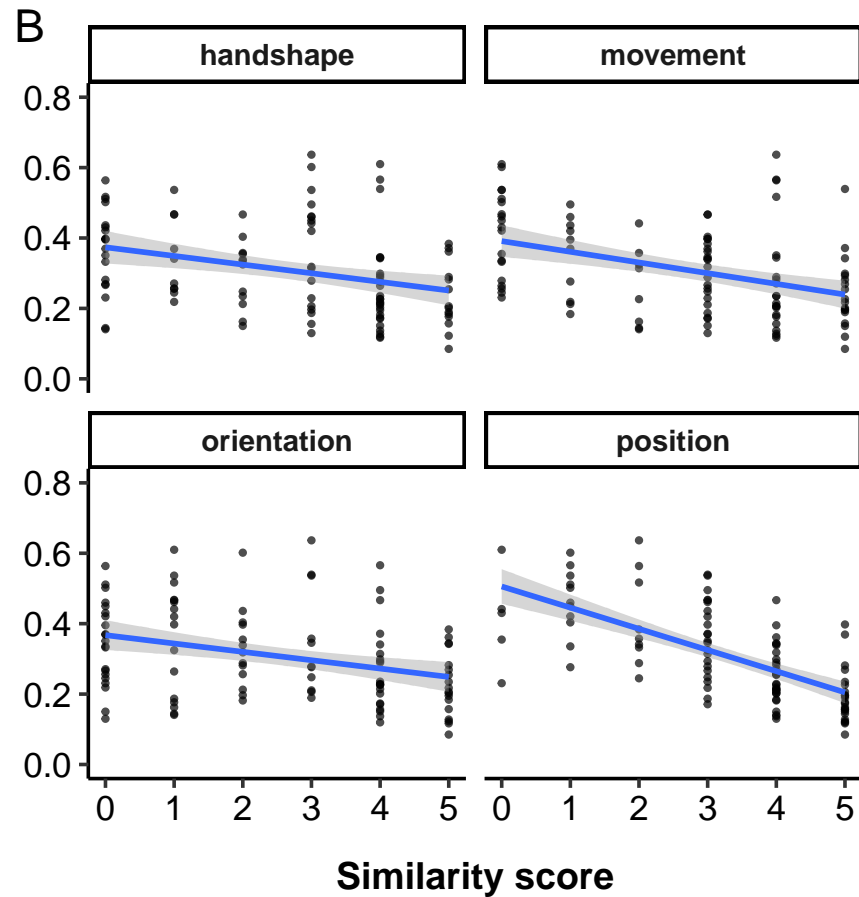 B
handshape movement
0.8
0.6
0.4
0.2
0.0
orientation position
0.8
0.6
0.4
0.2
0.0
0 1 2 3 4 5 0 1 2 3 4 5
Similarity score